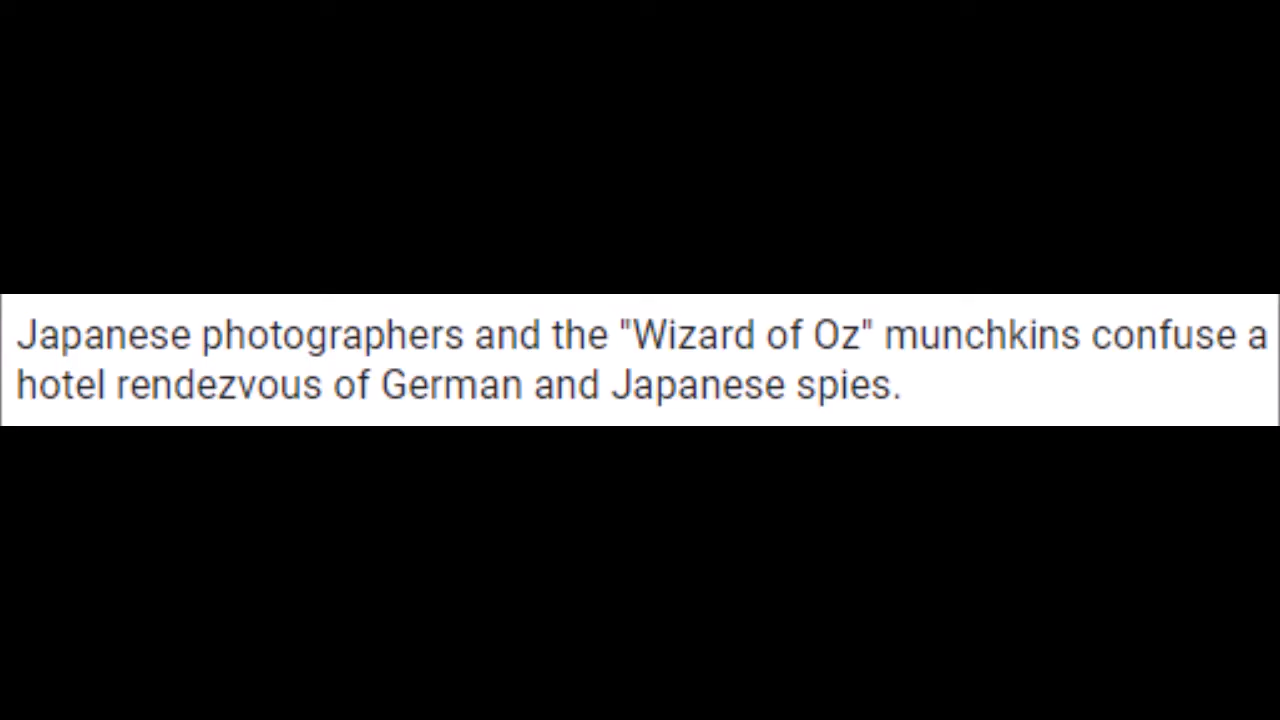 Japanese photographers and the "Wizard of Oz" munchkins confuse a
hotel rendezvous of German and Japanese spies.